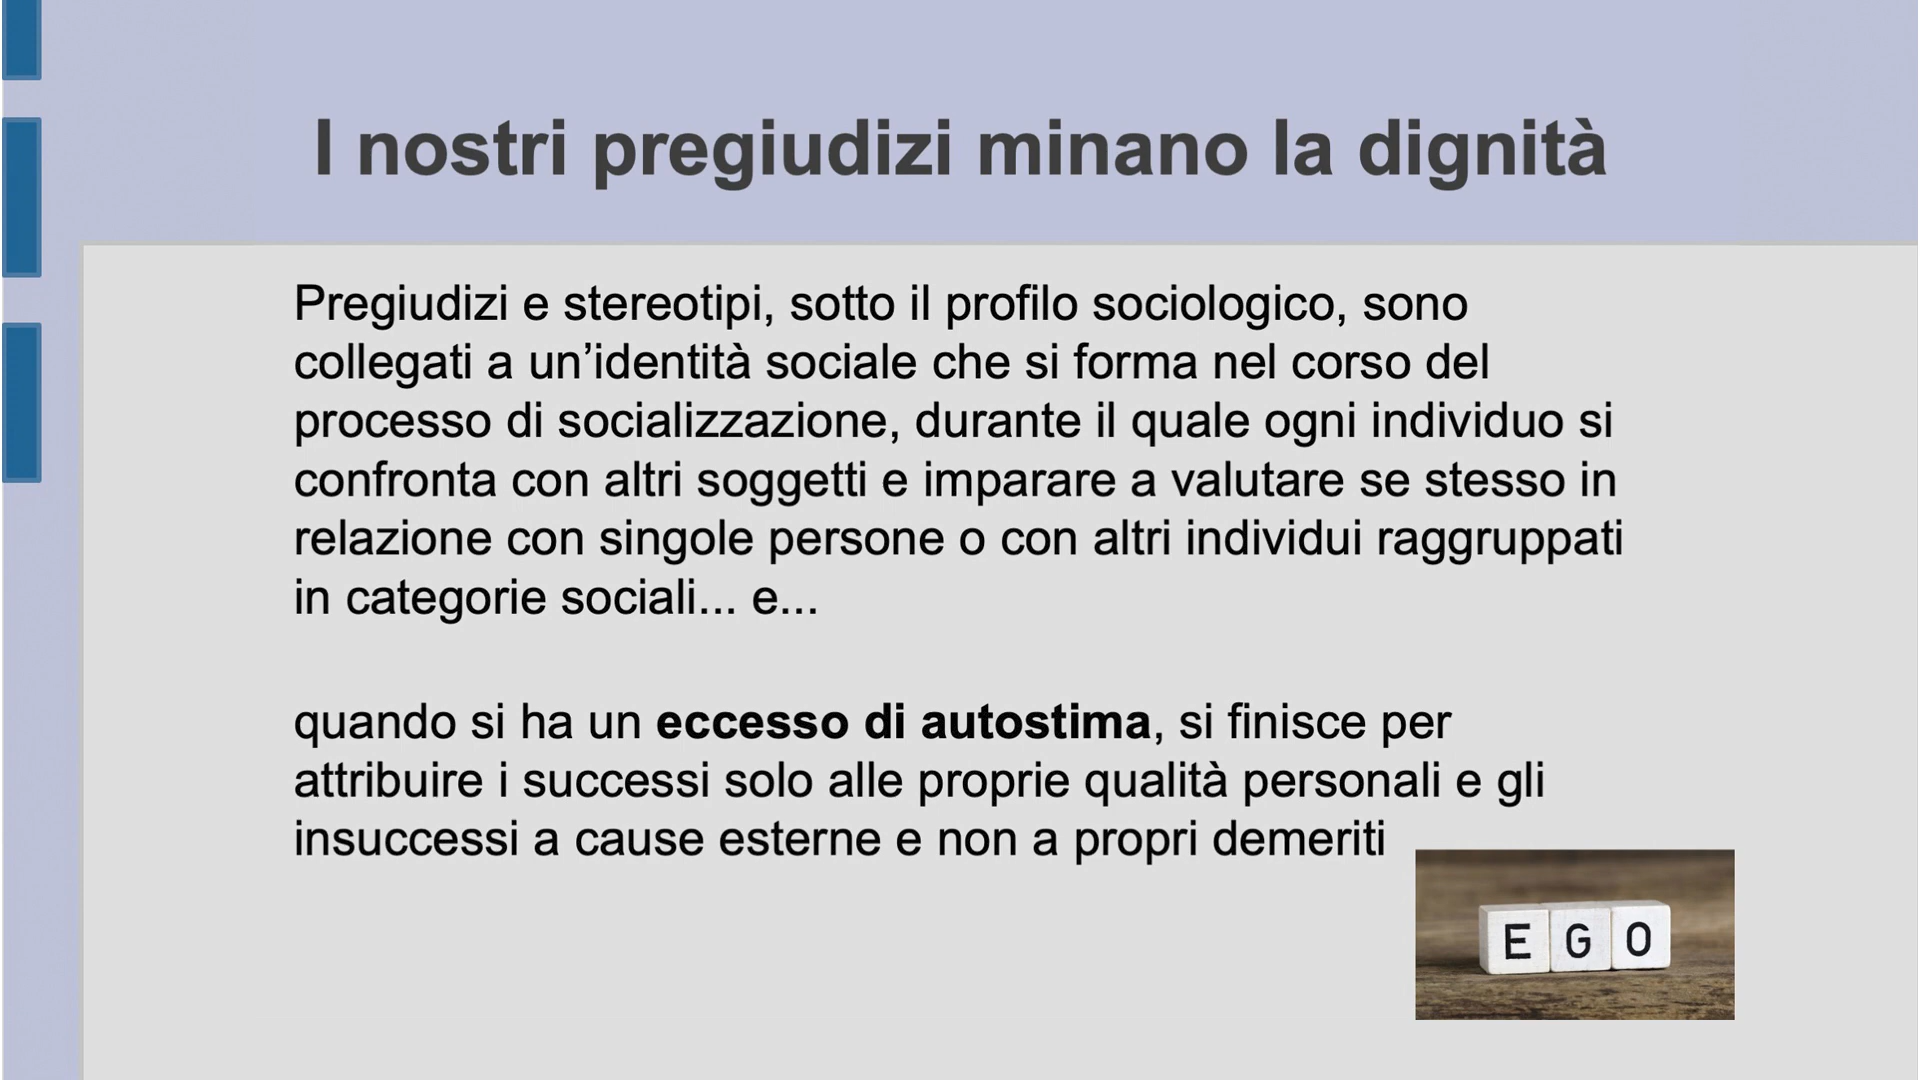 I nostri pregiudizi minano la dignità
Pregiudizi e stereotipi, sotto il profilo sociologico, sono
collegati a un’identità sociale che si forma nel corso del
processo di socializzazione, durante il quale ogni individuo si
confronta con altri soggetti e imparare a valutare se stesso in
relazione con singole persone o con altri individui raggruppati
in categorie sociali... e...
quando si ha un eccesso di autostima, si finisce per
attribuire i successi solo alle proprie qualità personali e gli
insuccessi a cause esterne e non a propri demeriti
EGO